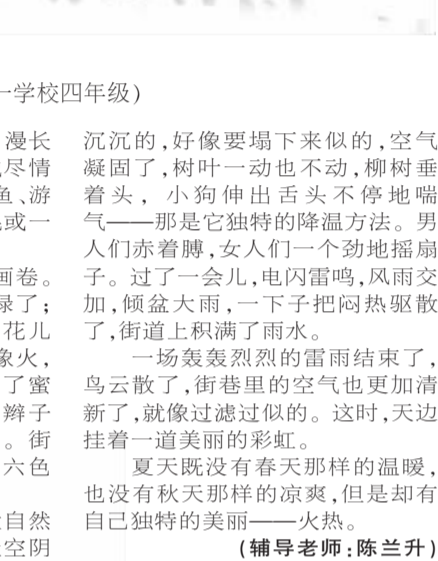 一学校四年级)
漫长
尽情
鱼、游
或一
画卷。
绿了;
花儿
象火,
了蜜
辫子
。街
六色
自然
空阴
沉沉的,好像要塌下来似的,空气
凝固了,树叶一动也不动,柳树垂
着头,小狗伸出舌头不停地喘
气——那是它独特的降温方法。男
人们赤着膊,女人们一个劲地摇扇
子。过了一会儿,电闪雷鸣,风雨交
加,倾盆大雨,一下子把闷热驱散
了,街道上积满了雨水。
一场轰轰烈烈的雷雨结束了,
鸟云散了,街巷里的空气也更加清
新了,就像过滤过似的。这时,天边
挂着一道美丽的彩虹。
夏天既没有春天那样的温暖,
也没有秋天那样的凉爽,但是却有
自己独特的美丽——火热。
(辅导老师:陈兰升)